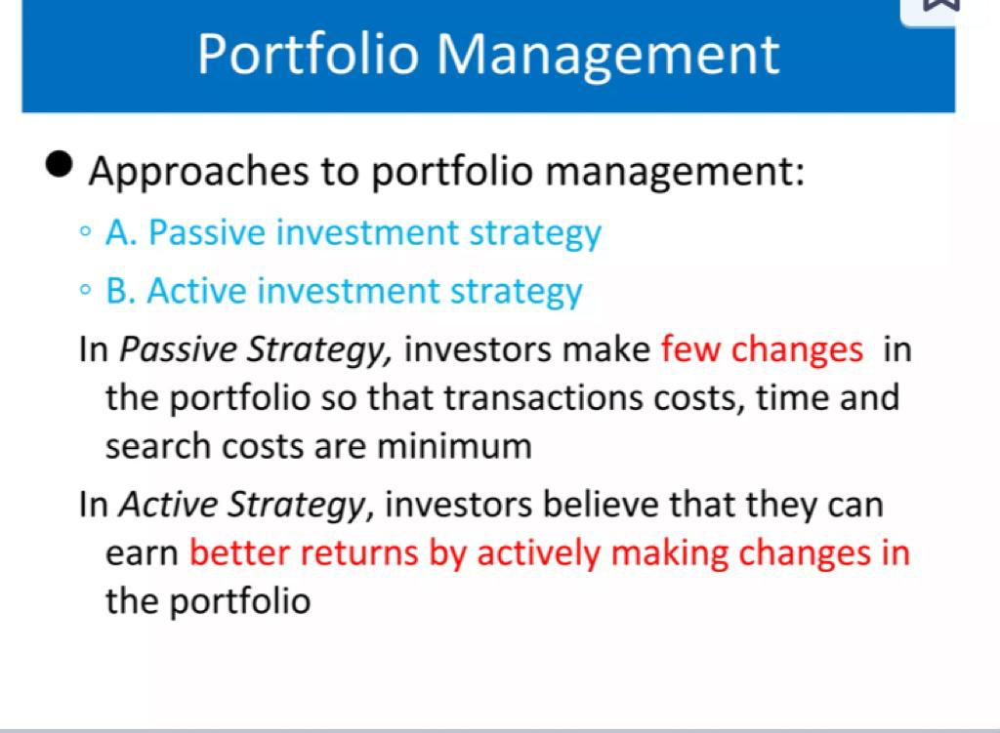 Portfolio Management
● Approaches to portfolio management:
◦ A. Passive investment strategy
◦ B. Active investment strategy
In Passive Strategy, investors make few changes in
the portfolio so that transactions costs, time and
search costs are minimum
In Active Strategy, investors believe that they can
earn better returns by actively making changes in
the portfolio